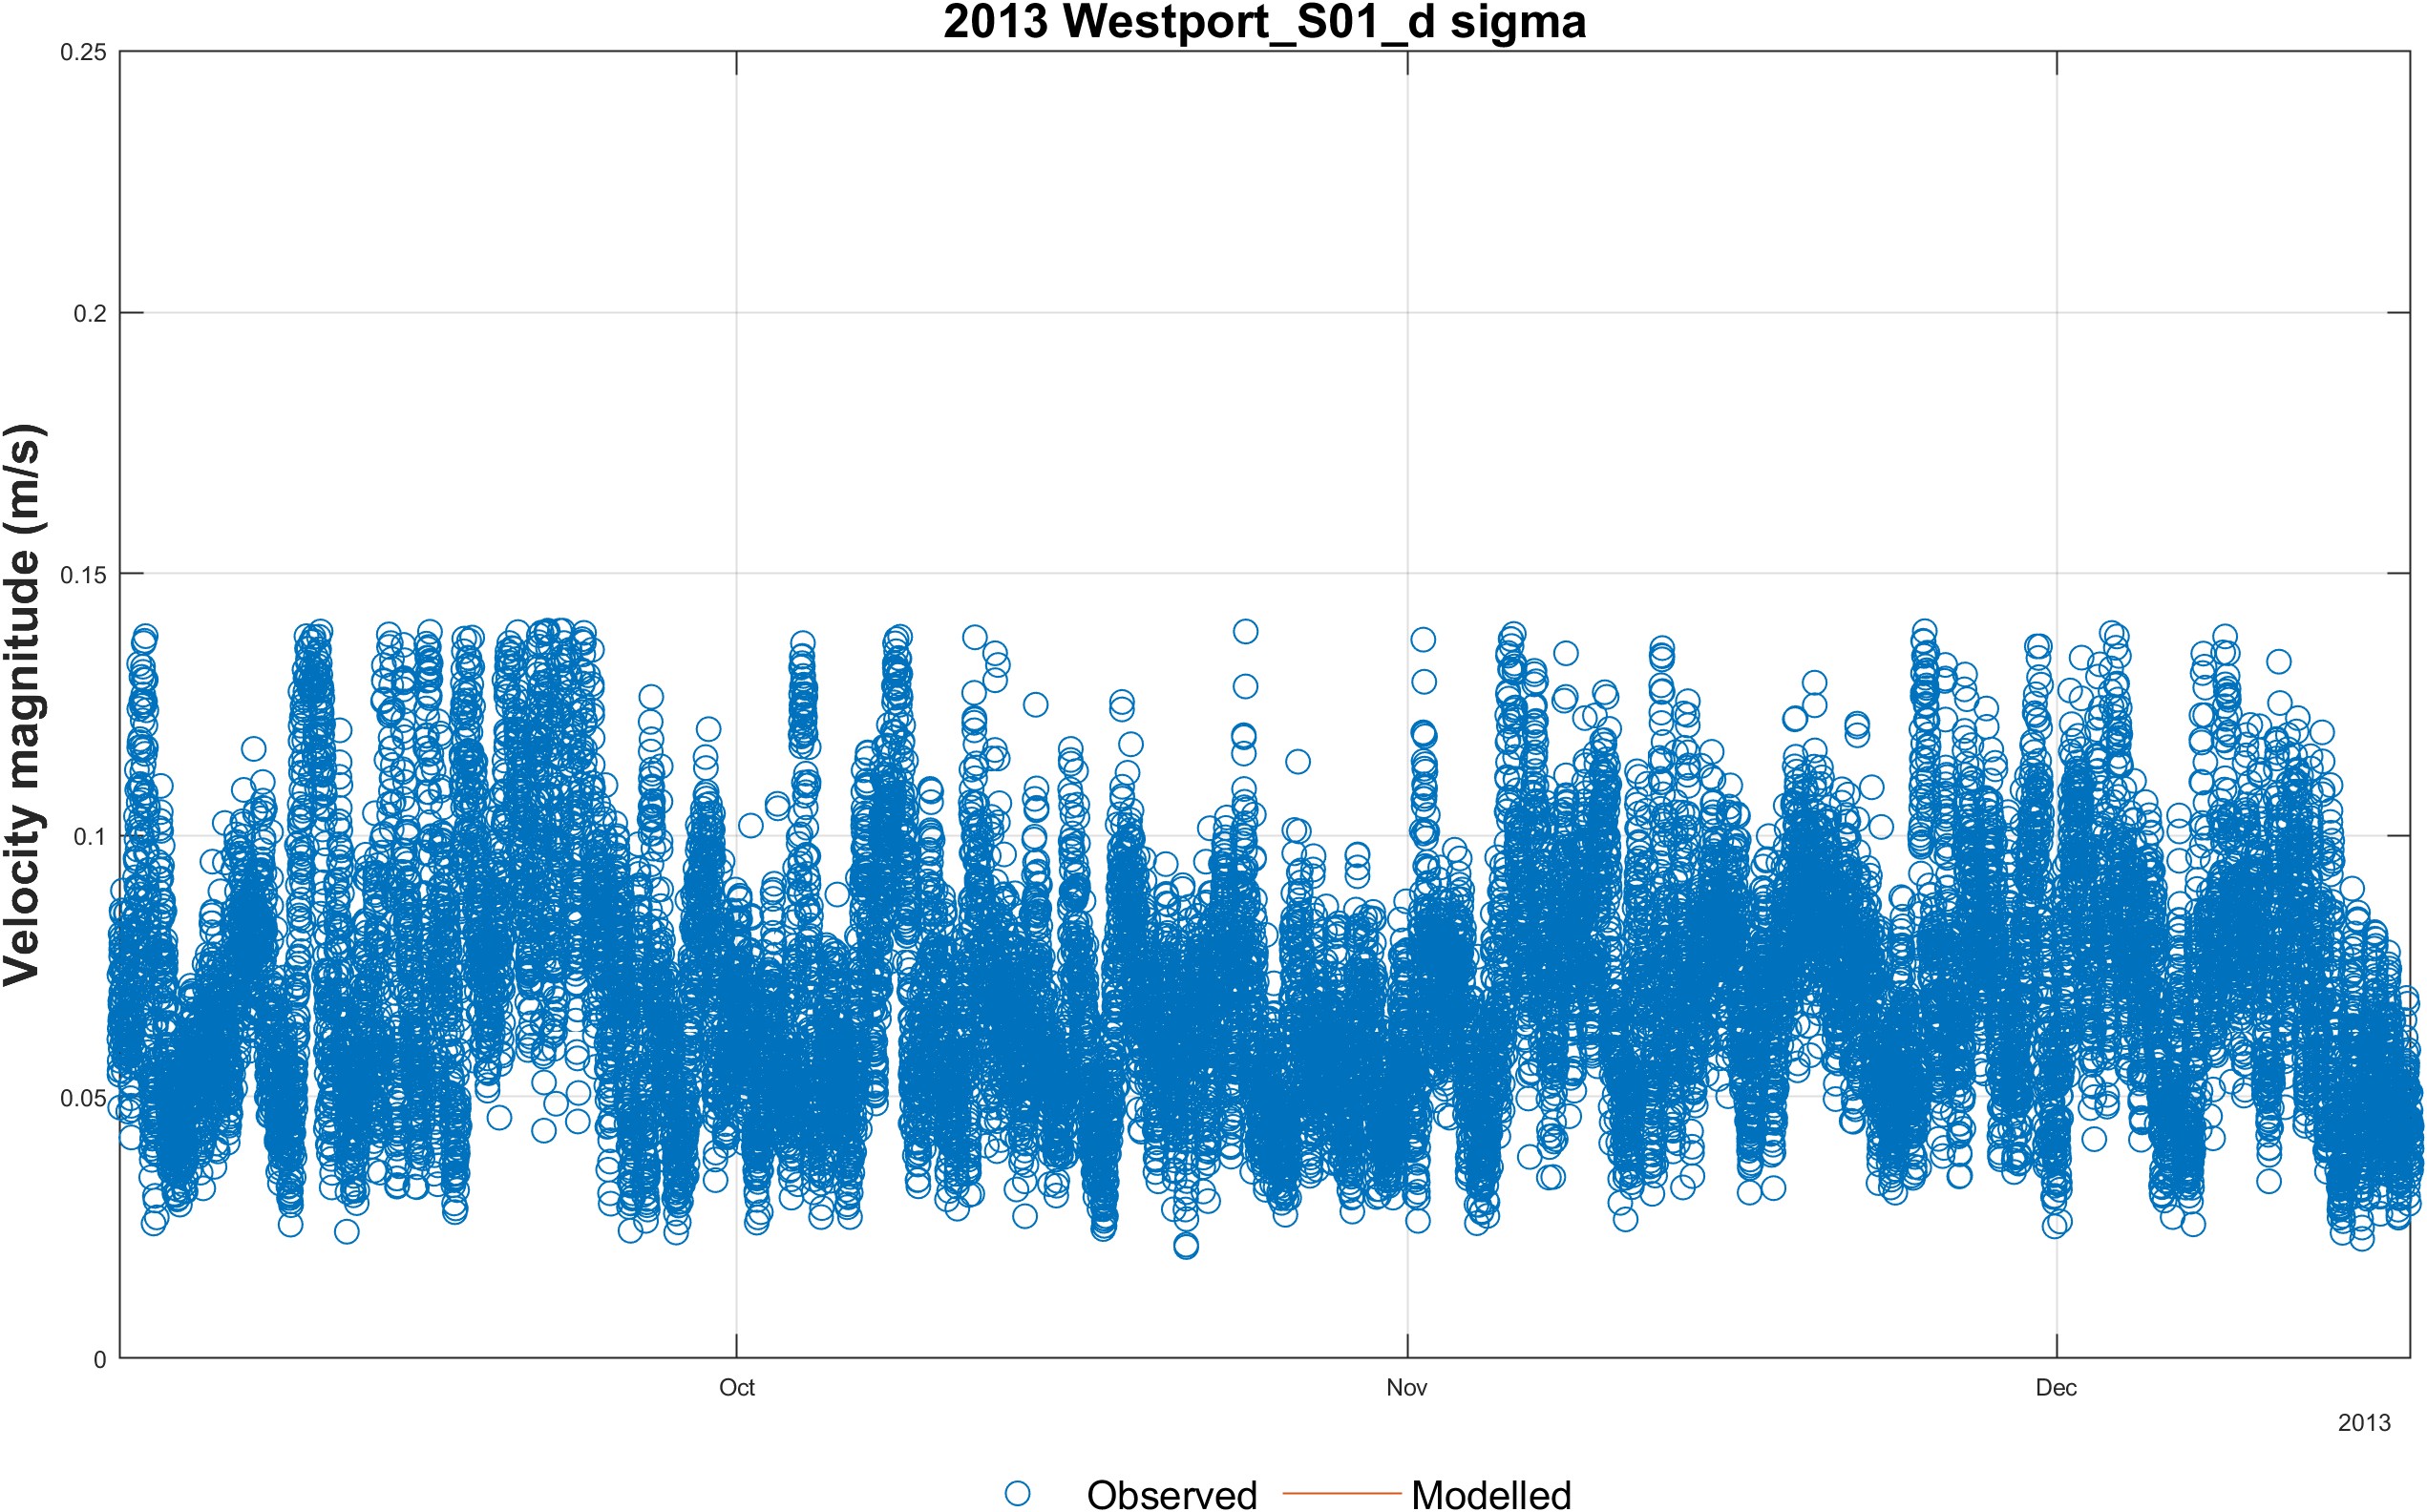 2013 Westport_S01_d sigma
Velocity magnitude (m/s)
0.25
0.2
0.15
0.1
0.05
0
Oct
Nov
Dec
2013
Observed
Modelled